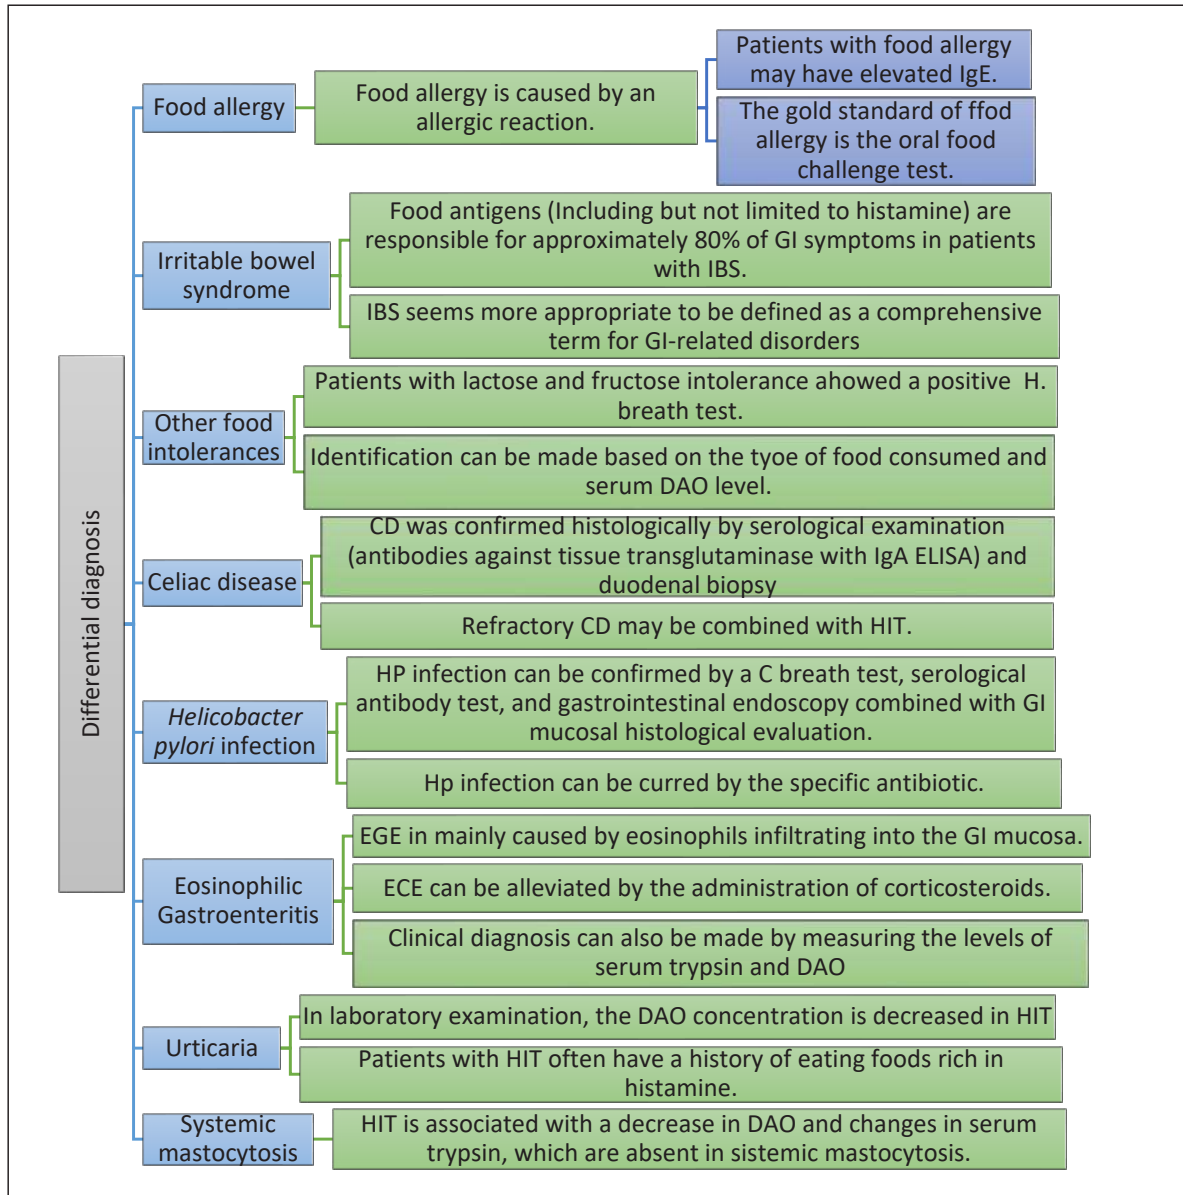 Differential diagnosis
Food allergy
Food allergy is caused by an
allergic reaction.
Patients with food allergy
may have elevated IgE.
The gold standard of ffod
allergy is the oral food
challenge test.
Irritable bowel
syndrome
Food antigens (Including but not limited to histamine) are
responsible for approximately 80% of GI symptoms in patients
with IBS.
IBS seems more appropriate to be defined as a comprehensive
term for GI-related disorders
Other food
intolerances
Patients with lactose and fructose intolerance ahowed a positive H.
breath test.
Identification can be made based on the tyoe of food consumed and
serum DAO level.
Celiac disease
CD was confirmed histologically by serological examination
(antibodies against tissue transglutaminase with IgA ELISA) and
duodenal biopsy
Refractory CD may be combined with HIT.
Helicobacter
pylori infection
HP infection can be confirmed by a C breath test, serological
antibody test, and gastrointestinal endoscopy combined with GI
mucosal histological evaluation.
Hp infection can be curred by the specific antibiotic.
Eosinophilic
Gastroenteritis
EGE in mainly caused by eosinophils infiltrating into the GI mucosa.
ECE can be alleviated by the administration of corticosteroids.
Clinical diagnosis can also be made by measuring the levels of
serum trypsin and DAO
Urticaria
In laboratory examination, the DAO concentration is decreased in HIT
Patients with HIT often have a history of eating foods rich in
histamine.
Systemic
mastocytosis
HIT is associated with a decrease in DAO and changes in serum
trypsin, which are absent in sistemic mastocytosis.